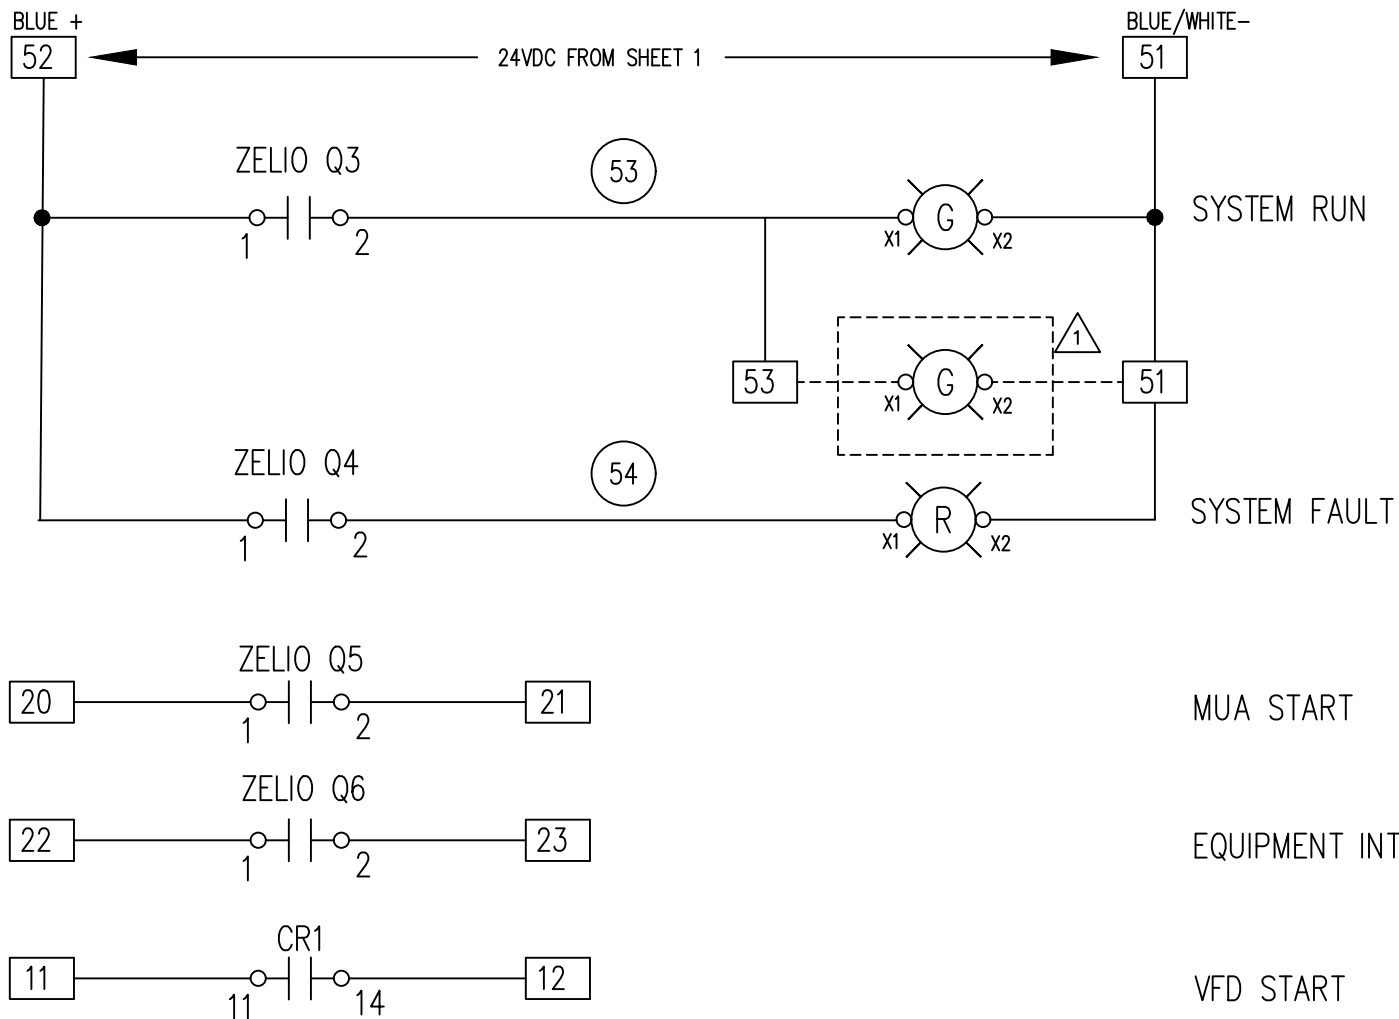 BLUE +
BLUE/WHITE-
52
24VDC FROM SHEET 1
51
ZELIO Q3
53
1
2
X1
G
X2
SYSTEM RUN
1
53
X1
G
X2
51
ZELIO Q4
54
1
2
X1
R
X2
SYSTEM FAULT
ZELIO Q5
20
1
2
21
MUA START
ZELIO Q6
22
1
2
23
EQUIPMENT INT
CR1
11
11
14
12
VFD START